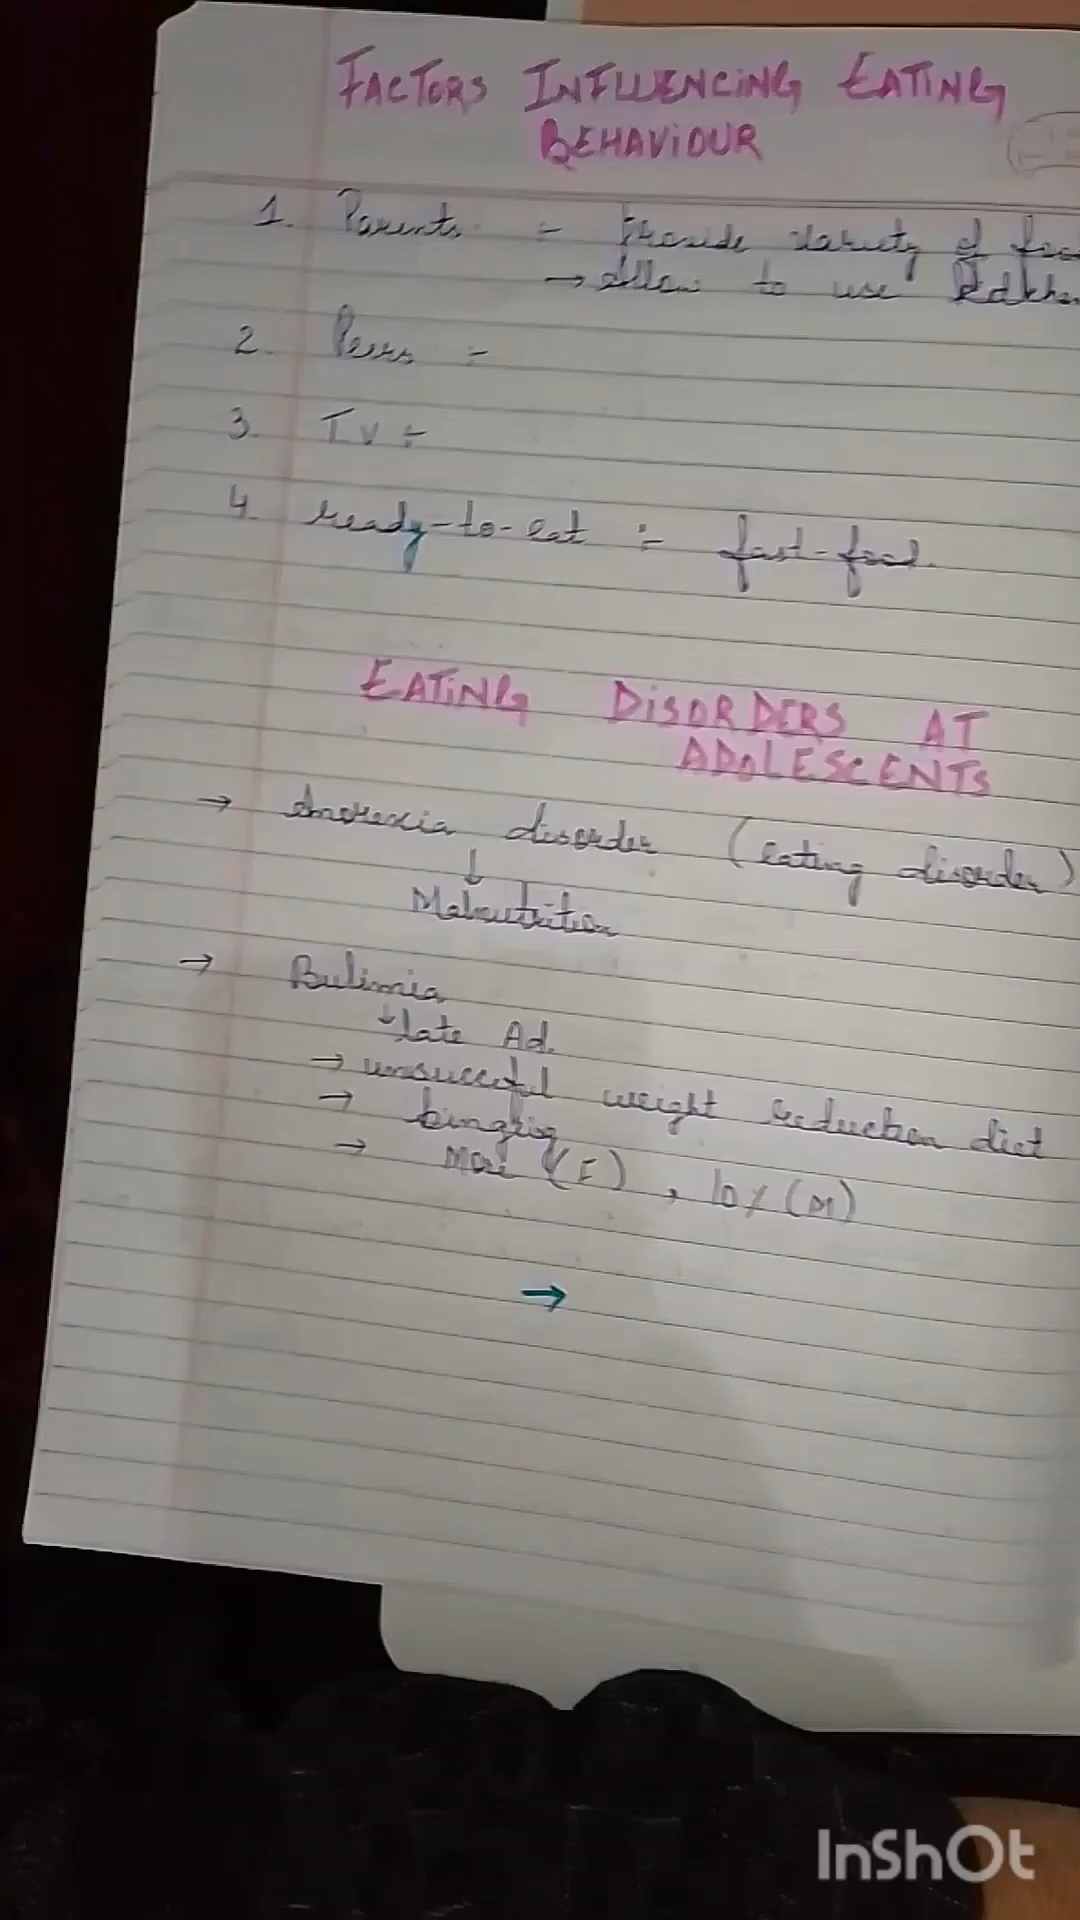 FACTORS INFLUENCING EATING
BEHAVIOUR
1. Parents :- Provide variety of
→ Allow to use
2. Peers :-
3. TV :-
4. ready-to-eat :- fast-food.
EATING DISORDERS AT
ADOLESCENTS
→ Anorexia disorder (eating disorder)
↓
Malnutrition
→ Bulimia
↓ late Ad.
→ unsuccesful weight reduction diet
→
→ More (F), 10% (M)
→
InShOt